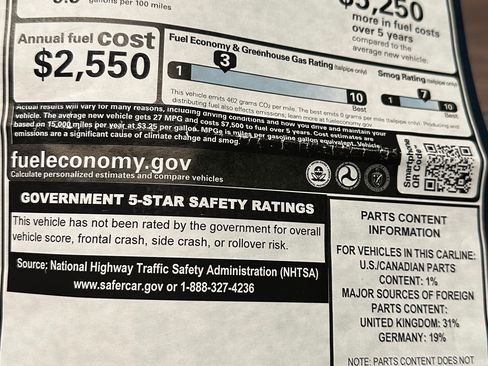 gallons per 100 miles
$3,250
more in fuel costs
over 5 years
compared to the
average new vehicle.
Annual fuel cost
$2,550
Fuel Economy & Greenhouse Gas Rating (tailpipe only)
Smog Rating (tailpipe only)
3
1
10
Best
7
1
10
Best
This vehicle emits 462 grams CO2 per mile. The best emits 0 grams per mile (tailpipe only). Producing and
distributing fuel also create emissions; learn more at fueleconomy.gov.
Actual results will vary for many reasons, including driving conditions and how you drive and maintain your
vehicle. The average new vehicle gets 27 MPG and costs $7,500 to fuel over 5 years. Cost estimates are
based on 15,000 miles per year at $3.25 per gallon. MPGe is miles per gasoline gallon equivalent. Vehicle
emissions are a significant cause of climate change and smog.
fueleconomy.gov
Calculate personalized estimates and compare vehicles
Smartphone
QR Code
GOVERNMENT 5-STAR SAFETY RATINGS
This vehicle has not been rated by the government for overall
vehicle score, frontal crash, side crash, or rollover risk.
Source: National Highway Traffic Safety Administration (NHTSA)
www.safercar.gov or 1-888-327-4236
PARTS CONTENT
INFORMATION
FOR VEHICLES IN THIS CARLINE:
U.S./CANADIAN PARTS
CONTENT: 1%
MAJOR SOURCES OF FOREIGN
PARTS CONTENT:
UNITED KINGDOM: 31%
GERMANY: 19%
NOTE: PARTS CONTENT DOES NOT